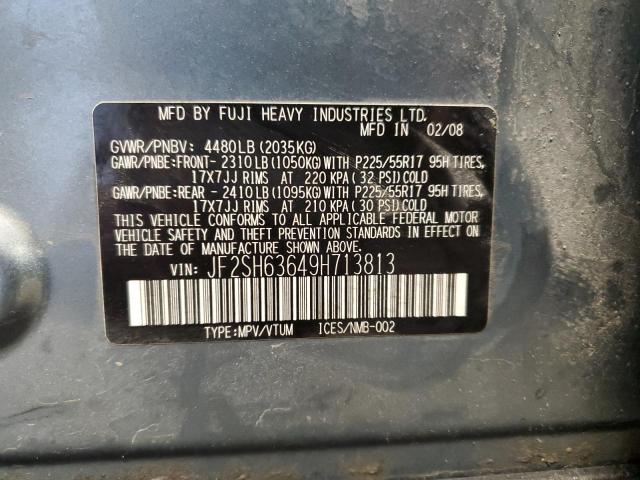 MFD BY FUJI HEAVY INDUSTRIES LTD.
MFD IN 02/08
GVWR/PNBV: 4480LB (2035KG)
GAWR/PNBE:FRONT- 2310LB (1050KG) WITH P225/55R17 95H TIRES,
17X7JJ RIMS AT 220 KPA (32 PSI) COLD
GAWR/PNBE:REAR - 2410LB (1095KG) WITH P225/55R17 95H TIRES,
17X7JJ RIMS AT 210 KPA (30 PSI) COLD
THIS VEHICLE CONFORMS TO ALL APPLICABLE FEDERAL MOTOR
VEHICLE SAFETY AND THEFT PREVENTION STANDARDS IN EFFECT
ON THE DATE OF MANUFACTURE SHOWN ABOVE.
VIN: JF2SH63649H713813
TYPE:MPV/VTUM ICES/NMB-002